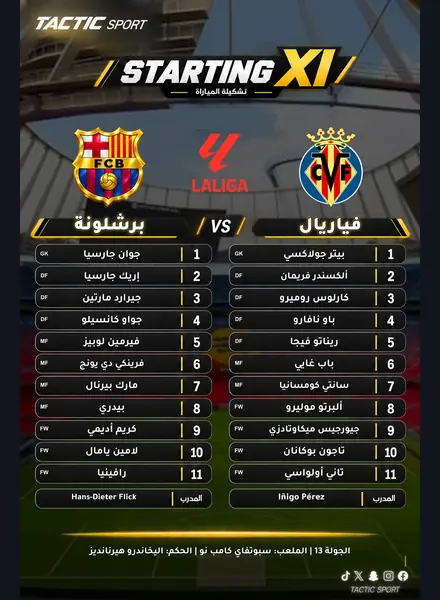 TACTIC SPORT
STARTING XI
تشكيلة المباراة
FCB
LALIGA
CVF
برشلونة VS فياريال
GK جوان جارسيا 1
DF إريك جارسيا 2
DF جيرارد مارتين 3
DF جواو كانسيلو 4
MF فيرمين لوبيز 5
MF فرينكي دي يونج 6
MF مارك بيرنال 7
MF بيدري 8
FW كريم أديمي 9
FW لامين يامال 10
FW رافينيا 11
Hans-Dieter Flick المدرب
GK بيتر جولاكسي 1
DF ألكسندر فريمان 2
DF كارلوس روميرو 3
DF باو نافارو 4
MF ريناتو فيجا 5
MF باب غايي 6
MF سانتي كومسانيا 7
FW ألبرتو موليرو 8
FW جيورجيس ميكاوتادزي 9
FW تاجون بوكانان 10
FW تاني أولواسي 11
Iñigo Pérez المدرب
الجولة 13 | الملعب: سبوتفاي كامب نو | الحكم: اليخاندرو هيرنانديز
TACTIC SPORT